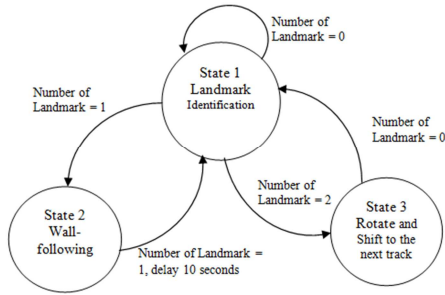 Number of
Landmark = 0
State 1
Landmark
Identification
Number of
Landmark = 1
Number of
Landmark = 0
State 2
Wall-
following
Number of
Landmark = 2
State 3
Rotate and
Shift to the
next track
Number of Landmark =
1, delay 10 seconds